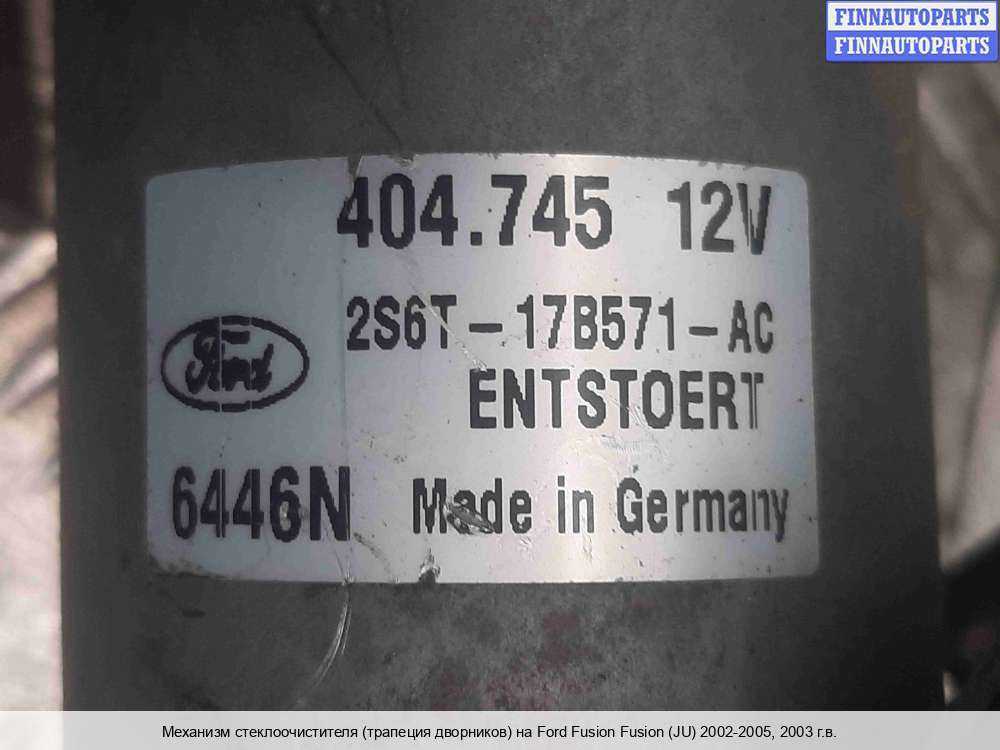 FINNAUTOPARTS
FINNAUTOPARTS
404.745 12V
2S6T-17B571-AC
Ford
ENTSTOERT
6446N Made in Germany
Механизм стеклоочистителя (трапеция дворников) на Ford Fusion Fusion (JU) 2002-2005, 2003 г.в.